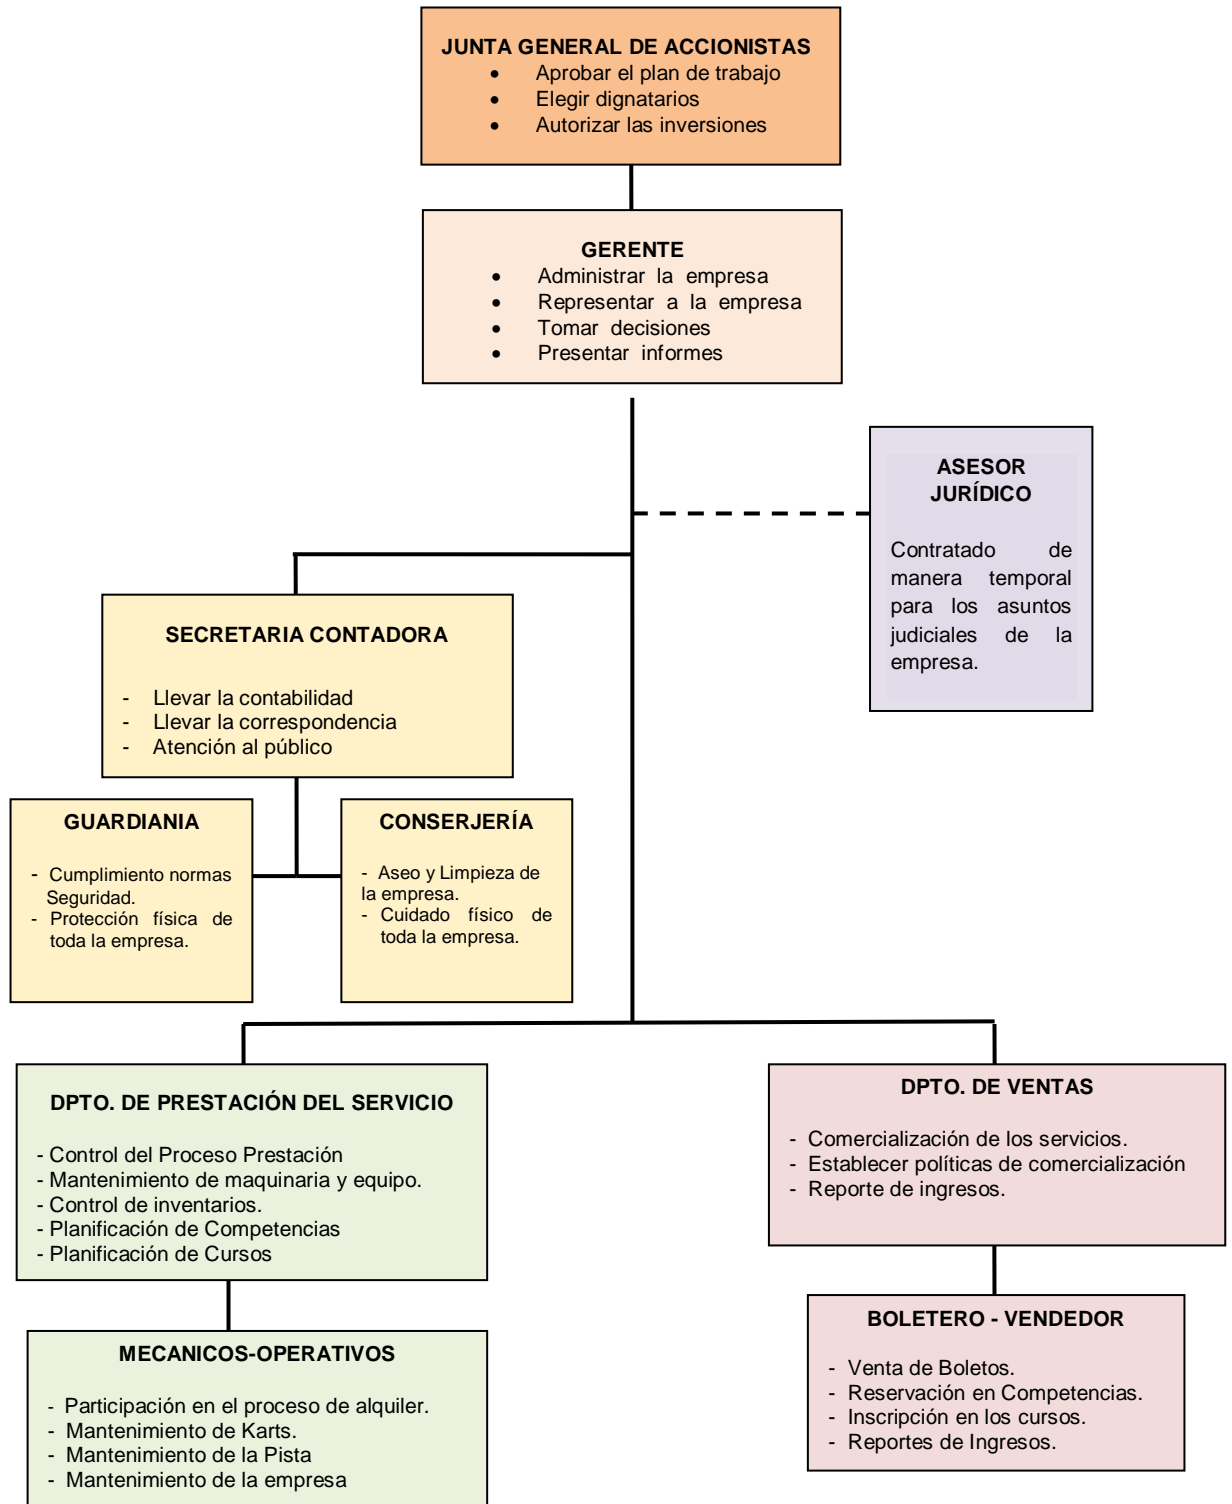 JUNTA GENERAL DE ACCIONISTAS
• Aprobar el plan de trabajo
• Elegir dignatarios
• Autorizar las inversiones
GERENTE
• Administrar la empresa
• Representar a la empresa
• Tomar decisiones
• Presentar informes
ASESOR
JURÍDICO
Contratado de
manera temporal
para los asuntos
judiciales de la
empresa.
SECRETARIA CONTADORA
- Llevar la contabilidad
- Llevar la correspondencia
- Atención al público
GUARDIANIA
- Cumplimiento normas
Seguridad.
- Protección física de
toda la empresa.
CONSERJERÍA
- Aseo y Limpieza de
la empresa.
- Cuidado físico de
toda la empresa.
DPTO. DE PRESTACIÓN DEL SERVICIO
- Control del Proceso Prestación
- Mantenimiento de maquinaria y equipo.
- Control de inventarios.
- Planificación de Competencias
- Planificación de Cursos
DPTO. DE VENTAS
- Comercialización de los servicios.
- Establecer políticas de comercialización
- Reporte de ingresos.
MECANICOS-OPERATIVOS
- Participación en el proceso de alquiler.
- Mantenimiento de Karts.
- Mantenimiento de la Pista
- Mantenimiento de la empresa
BOLETERO - VENDEDOR
- Venta de Boletos.
- Reservación en Competencias.
- Inscripción en los cursos.
- Reportes de Ingresos.